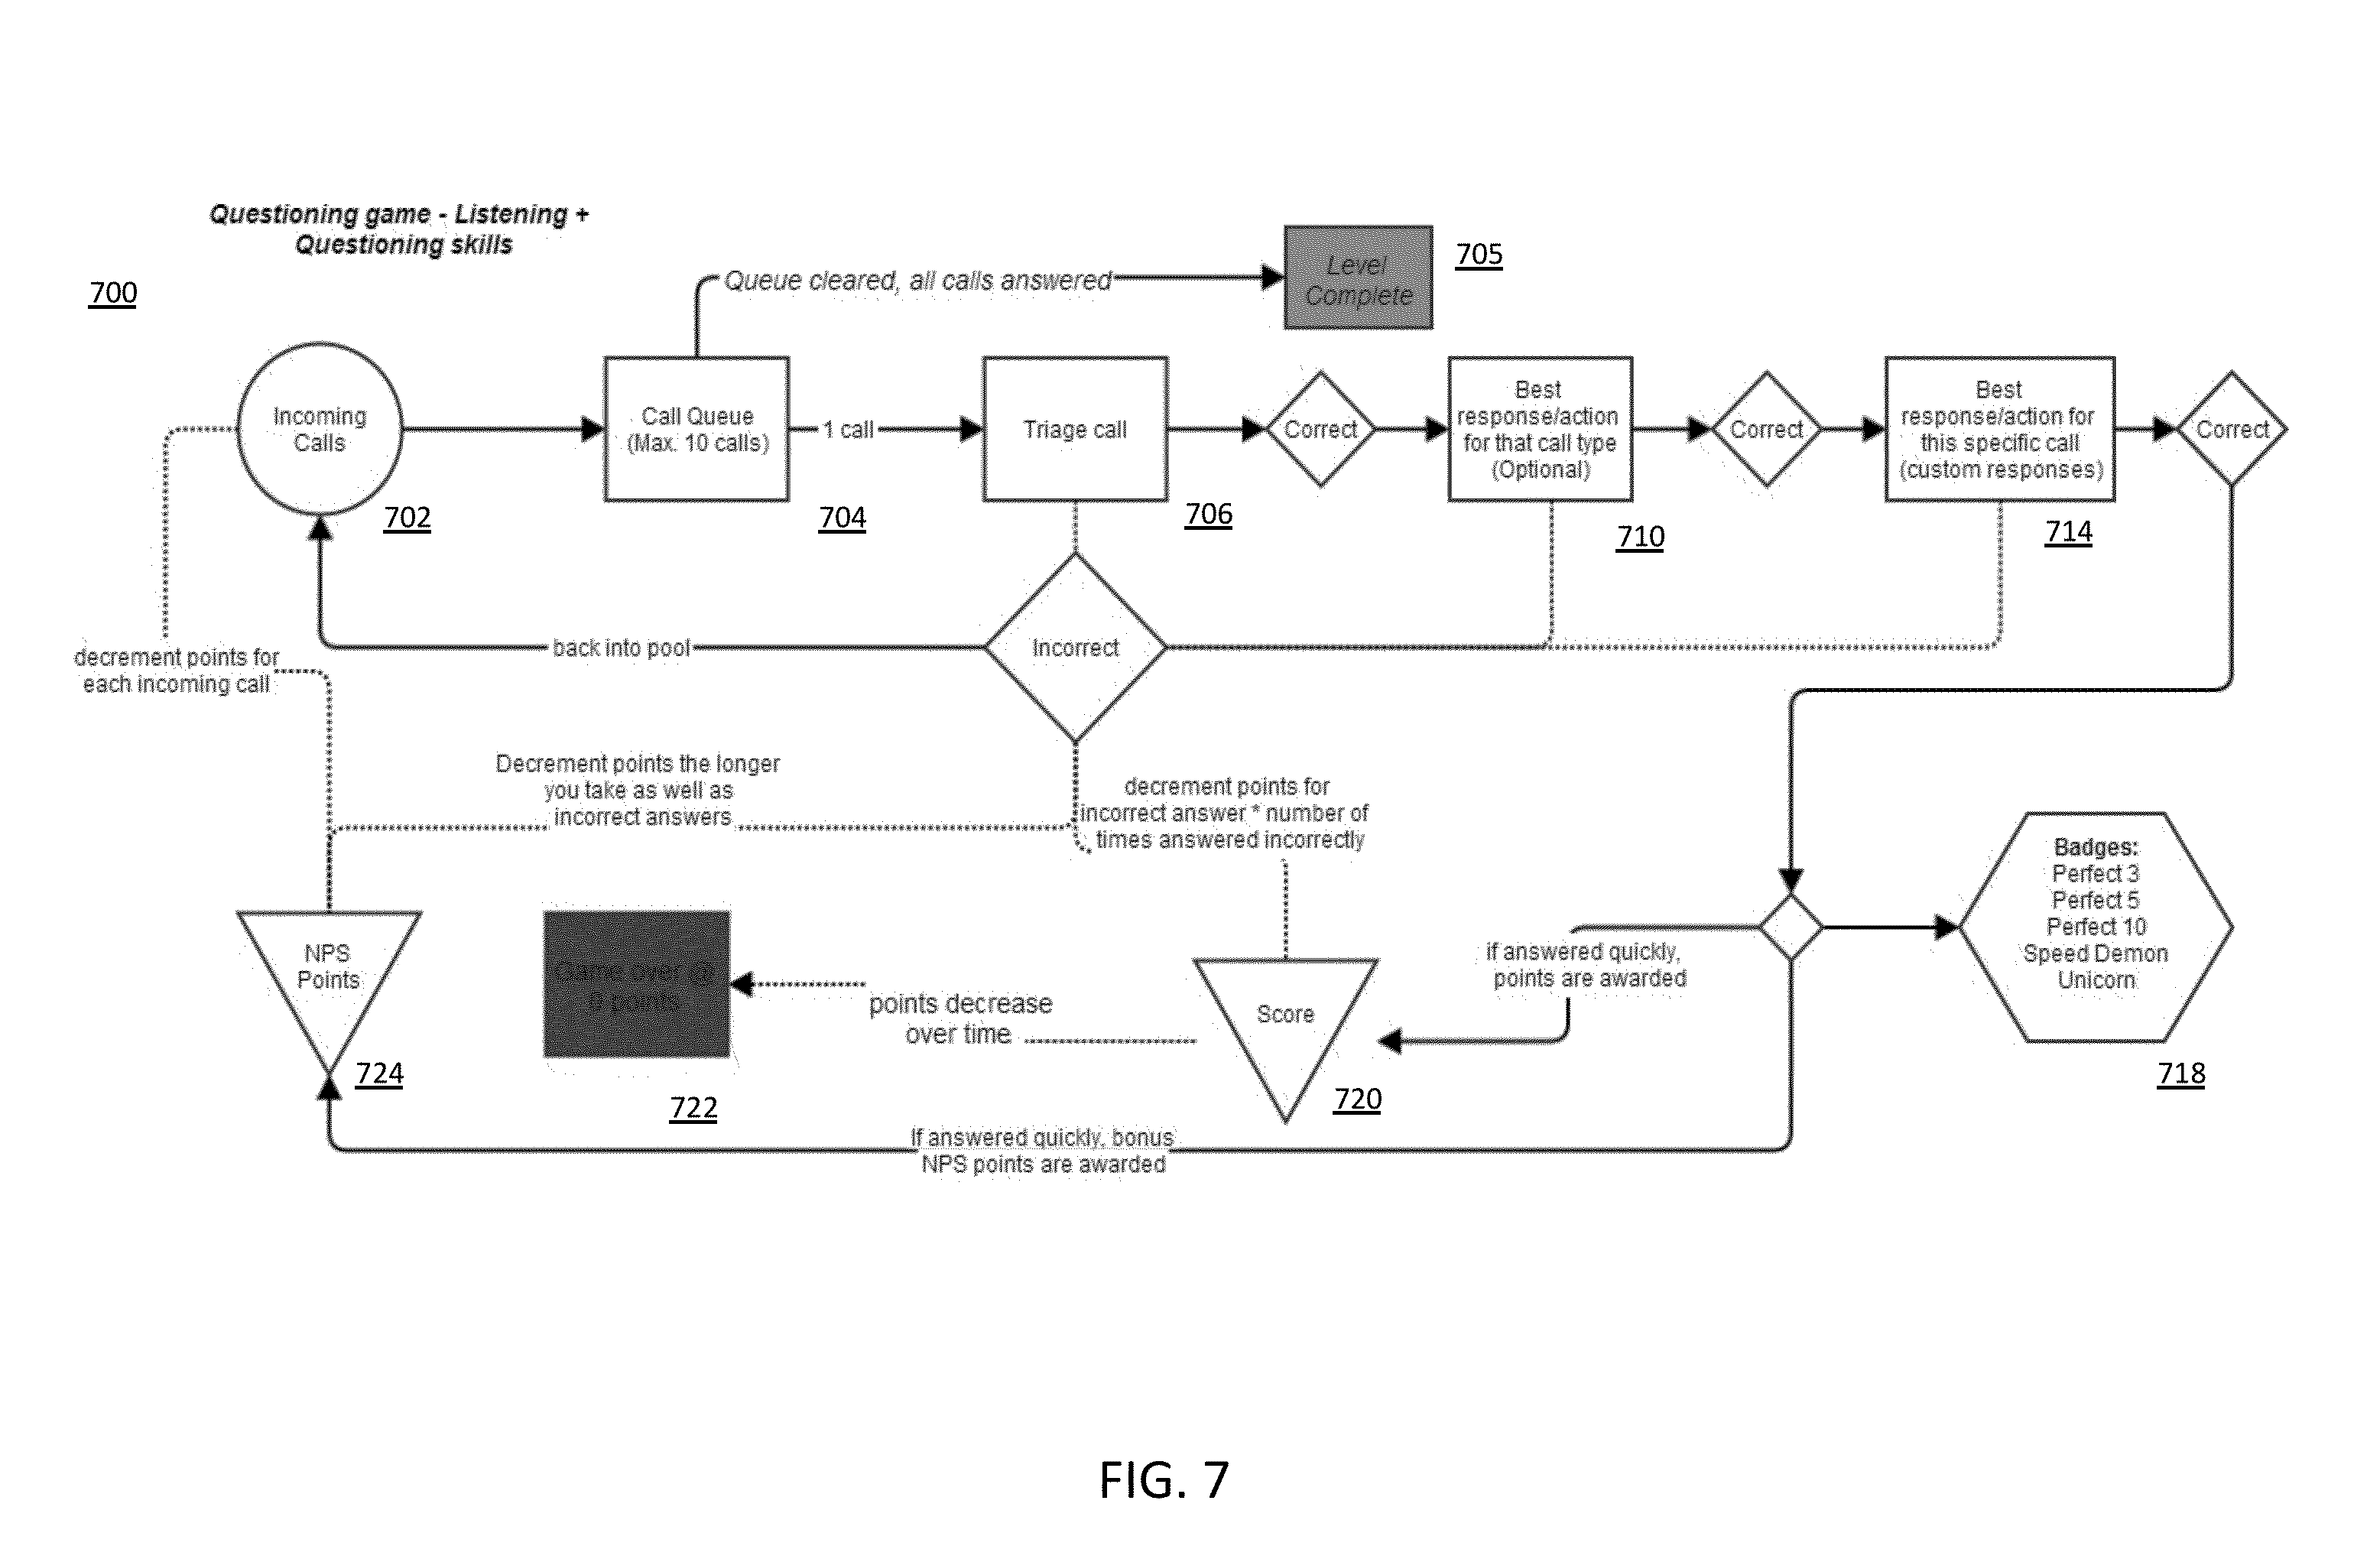 Questioning game - Listening +
Questioning skills
700
Queue cleared, all calls answered
Level
Complete
705
Incoming
Calls
702
Call Queue
(Max. 10 calls)
704
1 call
Triage call
706
Correct
Best
response/action
for that call type
(Optional)
710
Correct
Best
response/action for
this specific call
(custom responses)
714
Correct
back into pool
Incorrect
decrement points for
each incoming call
Decrement points the longer
you take as well as
incorrect answers
decrement points for
incorrect answer * number of
times answered incorrectly
NPS
Points
724
Game over @
0 points
722
points decrease
over time
Score
720
if answered quickly,
points are awarded
Badges:
Perfect 3
Perfect 5
Perfect 10
Speed Demon
Unicorn
718
If answered quickly, bonus
NPS points are awarded
FIG. 7